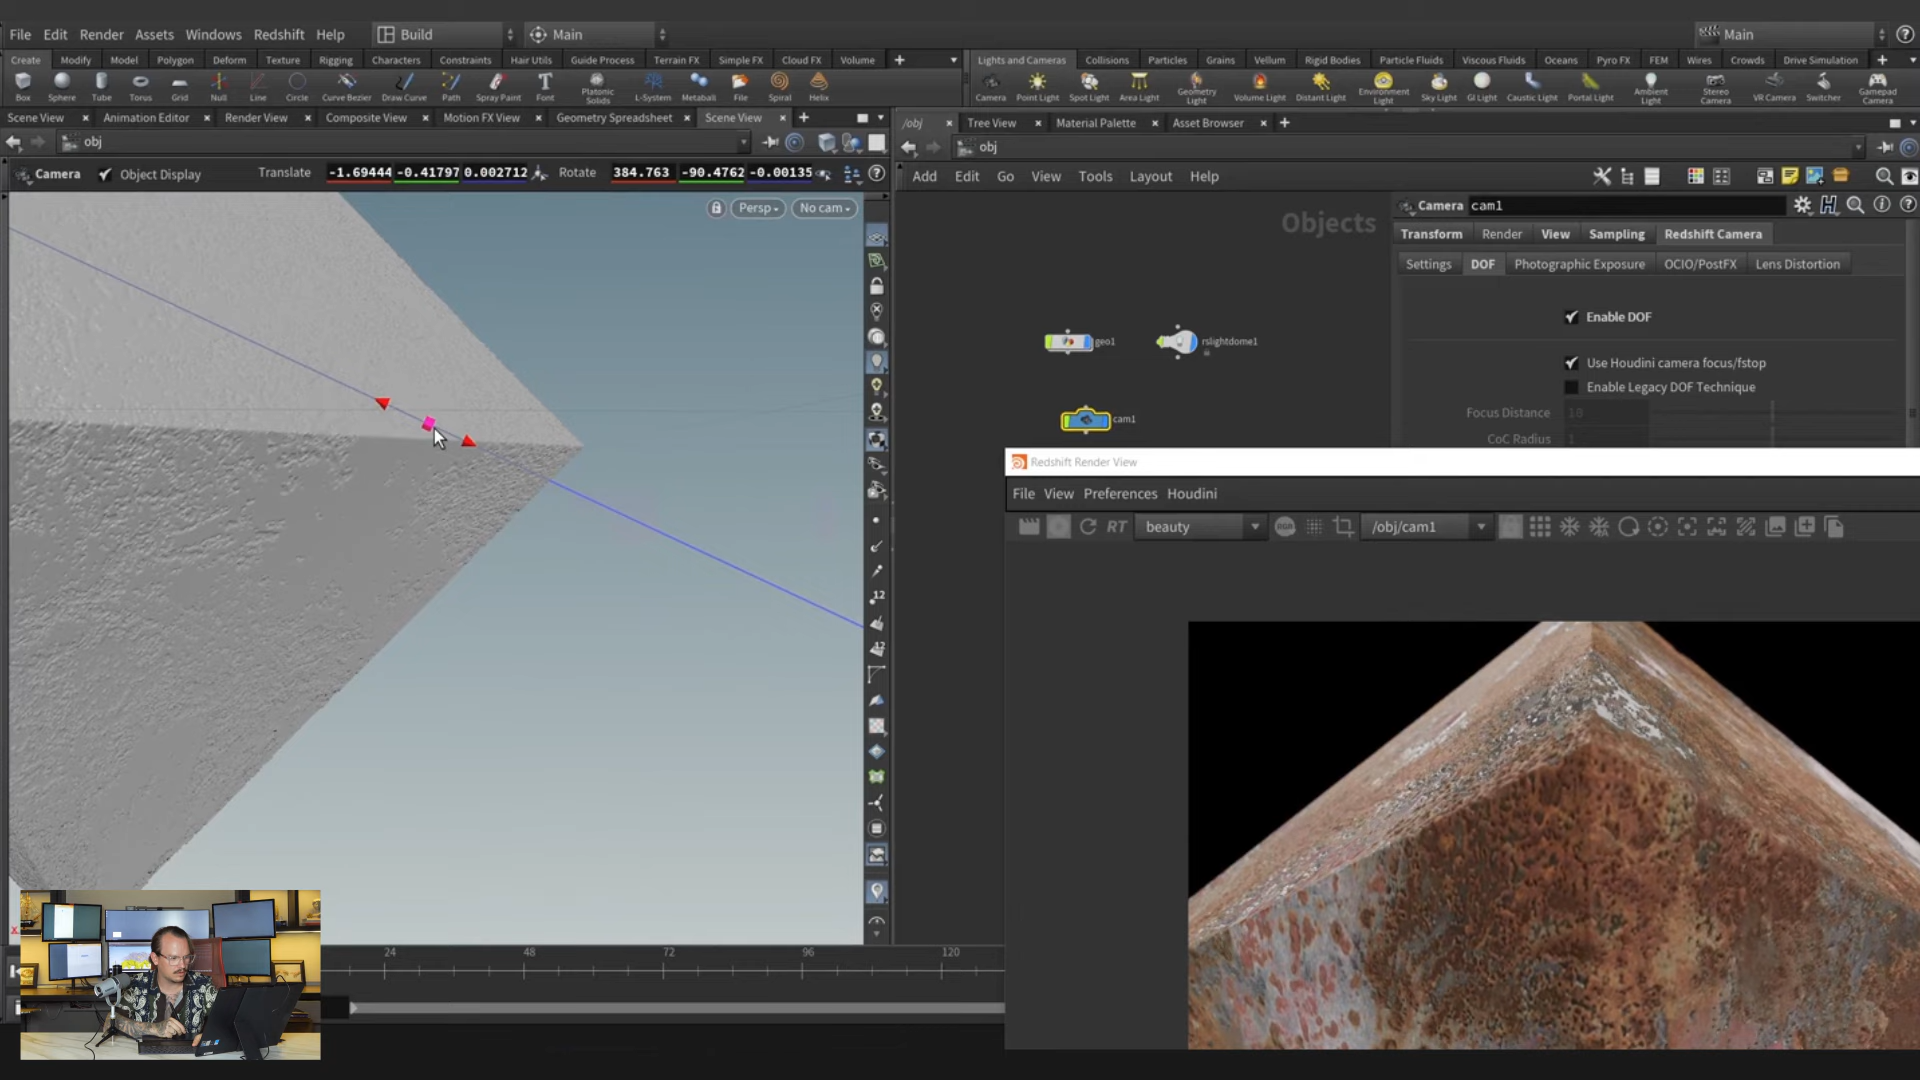 File Edit Render Assets Windows Redshift Help Build Main Main
Create Modify Model Polygon Deform Texture Rigging Characters Constraints Hair Utils Guide Process Terrain FX Simple FX Cloud FX Volume
Lights and Cameras Collisions Particles Grains Vellum Rigid Bodies Particle Fluids Viscous Fluids Oceans Pyro FX FEM Wires Crowds Drive Simulation
Box Sphere Tube Torus Grid Null Line Circle Curve Bezier Draw Curve Path Spray Paint Font Platonic Solids L-System Metaball File Spiral Helix
Camera Point Light Spot Light Area Light Geometry Light Volume Light Distant Light Environment Light Sky Light GI Light Caustic Light Portal Light Ambient Light Stereo Camera VR Camera Switcher Gamepad Camera
Scene View Animation Editor Render View Composite View Motion FX View Geometry Spreadsheet Scene View
/obj Tree View Material Palette Asset Browser
obj
obj
Camera Object Display Translate -1.69444 -0.41797 0.002712 Rotate 384.763 -90.4762 -0.00135
Add Edit Go View Tools Layout Help
Persp No cam
Objects
Camera cam1
Transform Render View Sampling Redshift Camera
Settings DOF Photographic Exposure OCIO/PostFX Lens Distortion
Enable DOF
Use Houdini camera focus/fstop
Enable Legacy DOF Technique
Focus Distance 10
CoC Radius 1
geo1 rslightdome1
cam1
Redshift Render View
File View Preferences Houdini
RT beauty RGB /obj/cam1
12
12
24 48 72 96 120